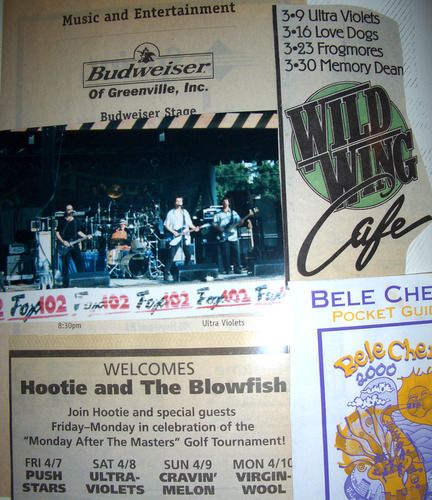 Music and Entertainment
Budweiser
Of Greenville, Inc.
Budweiser Stage
3•9 Ultra Violets
3•16 Love Dogs
3•23 Frogmores
3•30 Memory Dean
WILD
WING
Cafe
2 Fox102 Fox102 Fox102 Fox102 Fox
8:30pm
Ultra Violets
BELE CHE
POCKET GUID
Bele Cher
2000
WELCOMES
Hootie and The Blowfish
Join Hootie and special guests
Friday–Monday in celebration of the
"Monday After The Masters" Golf Tournament!
FRI 4/7 SAT 4/8 SUN 4/9 MON 4/10
PUSH ULTRA- CRAVIN' VIRGIN-
STARS VIOLETS MELON WOOL